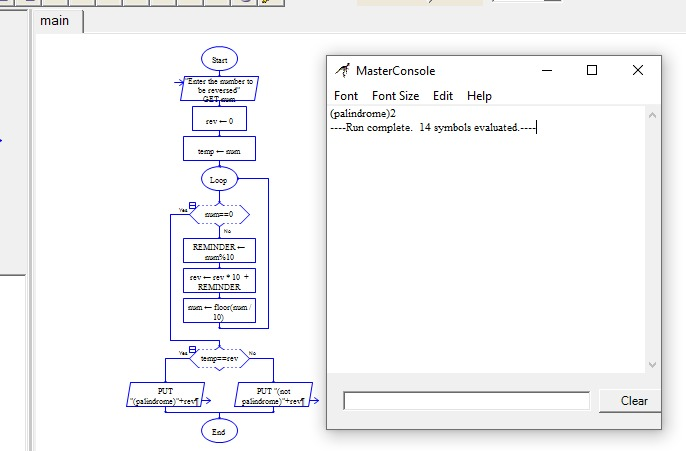 main
Start
"Enter the number to
be reversed"
GET num
rev ← 0
temp ← num
Loop
Yes
num==0
No
REMINDER ←
num%10
rev ← rev * 10 +
REMINDER
num ← floor(num /
10)
Yes
temp==rev
No
PUT
"(palindrome)"+rev¶
PUT "(not
palindrome)"+rev¶
End
MasterConsole
Font Font Size Edit Help
(palindrome)2
----Run complete. 14 symbols evaluated.----
Clear